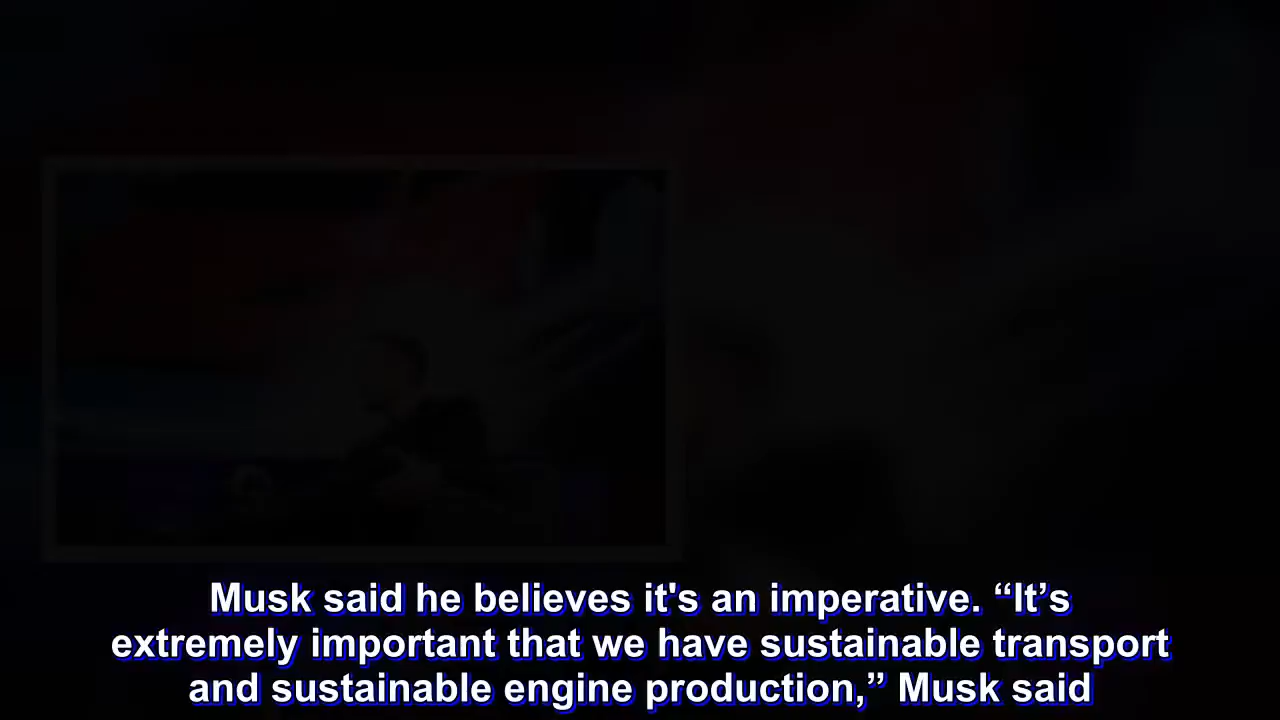 Musk said he believes it's an imperative. “It’s
extremely important that we have sustainable transport
and sustainable engine production,” Musk said